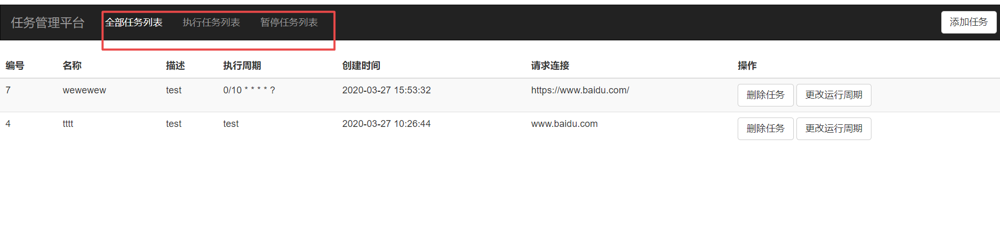 任务管理平台 全部任务列表 执行任务列表 暂停任务列表 添加任务
编号 名称 描述 执行周期 创建时间 请求连接 操作
7 wewewew test 0/10 * * * * ? 2020-03-27 15:53:32 https://www.baidu.com/ 删除任务 更改运行周期
4 tttt test test 2020-03-27 10:26:44 www.baidu.com 删除任务 更改运行周期